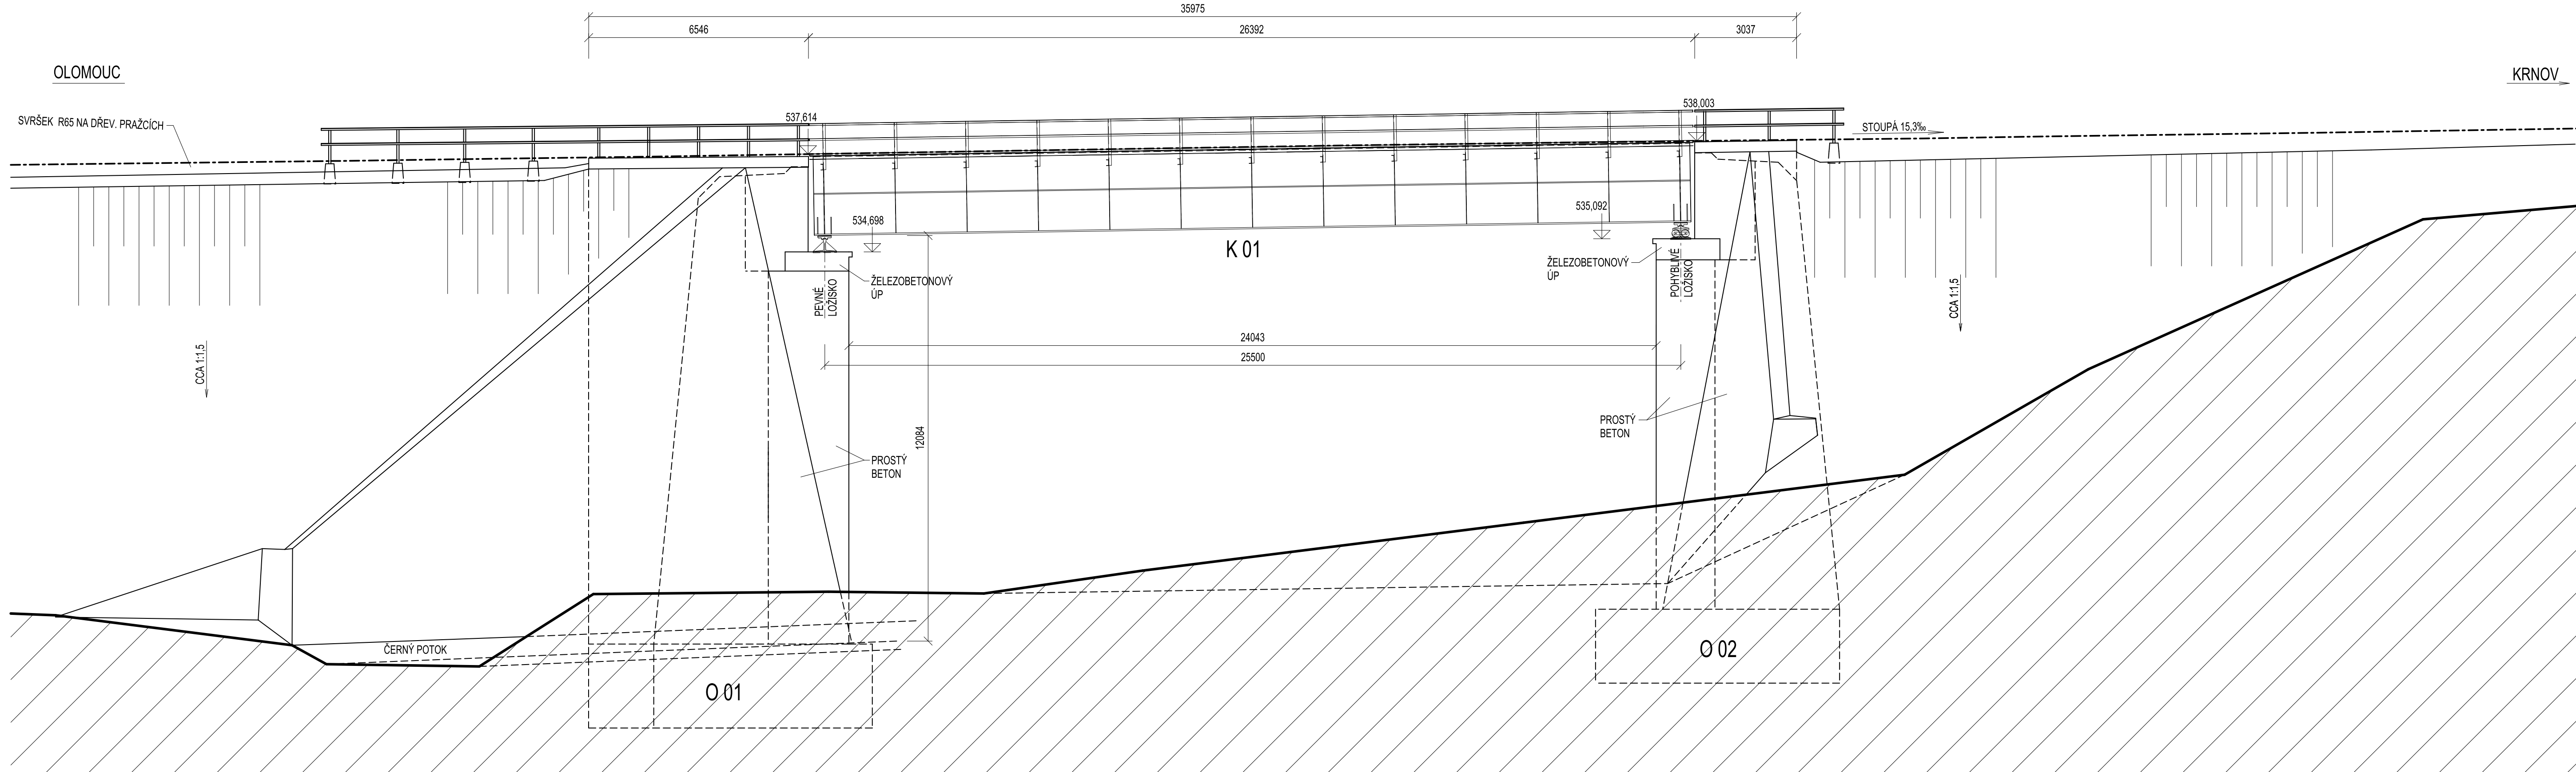 35975
6546
26392
3037
OLOMOUC
KRNOV
SVRŠEK R65 NA DŘEV. PRAŽCÍCH
537,614
538,003
STOUPÁ 15,3‰
534,698
535,092
K 01
ŽELEZOBETONOVÝ
ÚP
ŽELEZOBETONOVÝ
ÚP
PEVNÉ
LOŽISKO
POHYBLIVÉ
LOŽISKO
CCA 1:1,5
CCA 1:1,5
24043
25500
12084
PROSTÝ
BETON
PROSTÝ
BETON
ČERNÝ POTOK
O 01
O 02